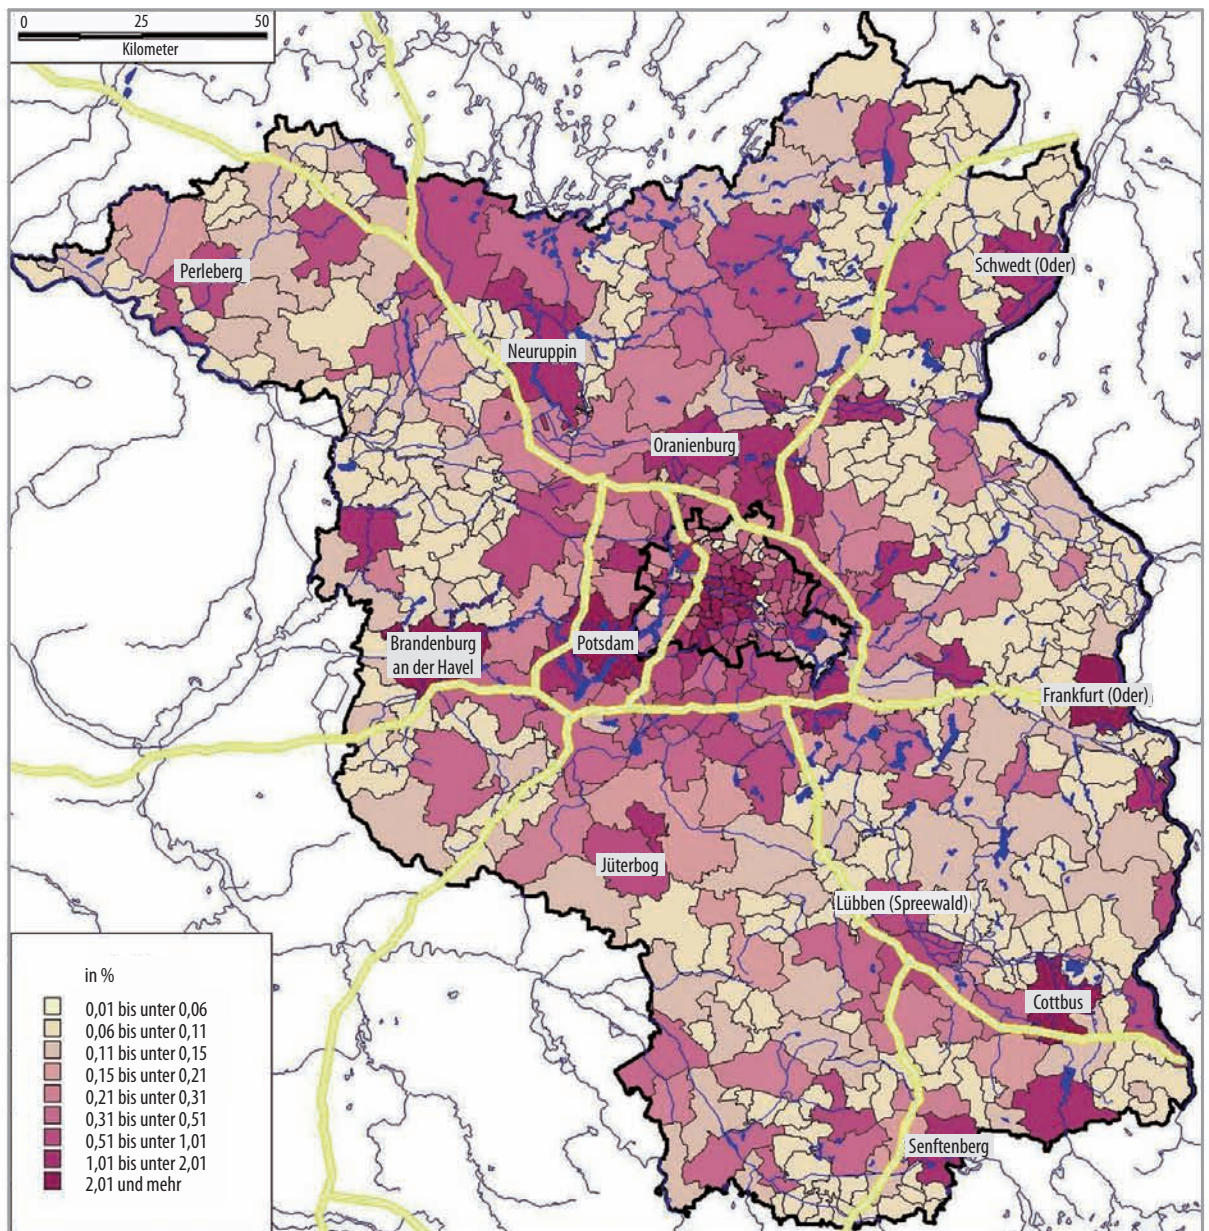 0 25 50
Kilometer
Perleberg
Schwedt (Oder)
Neuruppin
Oranienburg
Brandenburg
an der Havel
Potsdam
Frankfurt (Oder)
Jüterbog
Lübben (Spreewald)
Cottbus
Senftenberg
in %
0,01 bis unter 0,06
0,06 bis unter 0,11
0,11 bis unter 0,15
0,15 bis unter 0,21
0,21 bis unter 0,31
0,31 bis unter 0,51
0,51 bis unter 1,01
1,01 bis unter 2,01
2,01 und mehr